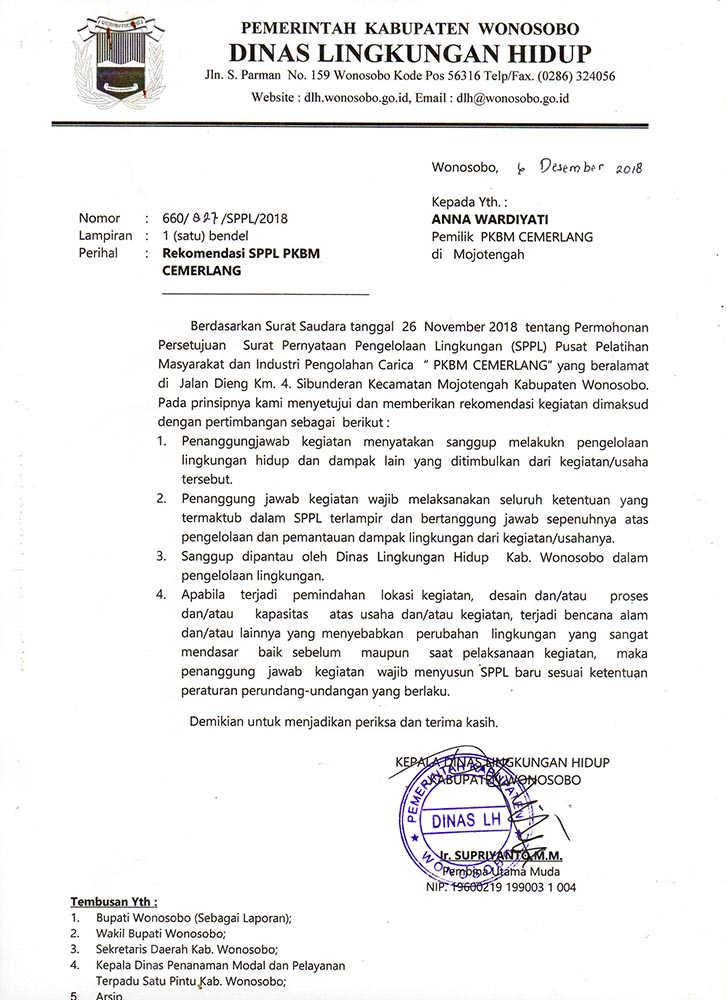 PEMERINTAH KABUPATEN WONOSOBO
DINAS LINGKUNGAN HIDUP
Jln. S. Parman No. 159 Wonosobo Kode Pos 56316 Telp/Fax. (0286) 324056
Website : dlh.wonosobo.go.id, Email : dlh@wonosobo.go.id
Wonosobo, 6 Desember 2018
Kepada Yth. :
ANNA WARDIYATI
Pemilik PKBM CEMERLANG
di Mojotengah
Nomor : 660/827/SPPL/2018
Lampiran : 1 (satu) bendel
Perihal : Rekomendasi SPPL PKBM
CEMERLANG
Berdasarkan Surat Saudara tanggal 26 November 2018 tentang Permohonan
Persetujuan Surat Pernyataan Pengelolaan Lingkungan (SPPL) Pusat Pelatihan
Masyarakat dan Industri Pengolahan Carica “ PKBM CEMERLANG” yang beralamat
di Jalan Dieng Km. 4. Sibunderan Kecamatan Mojotengah Kabupaten Wonosobo.
Pada prinsipnya kami menyetujui dan memberikan rekomendasi kegiatan dimaksud
dengan pertimbangan sebagai berikut :
1. Penanggungjawab kegiatan menyatakan sanggup melakukn pengelolaan
lingkungan hidup dan dampak lain yang ditimbulkan dari kegiatan/usaha
tersebut.
2. Penanggung jawab kegiatan wajib melaksanakan seluruh ketentuan yang
termaktub dalam SPPL terlampir dan bertanggung jawab sepenuhnya atas
pengelolaan dan pemantauan dampak lingkungan dari kegiatan/usahanya.
3. Sanggup dipantau oleh Dinas Lingkungan Hidup Kab. Wonosobo dalam
pengelolaan lingkungan.
4. Apabila terjadi pemindahan lokasi kegiatan, desain dan/atau proses
dan/atau kapasitas atas usaha dan/atau kegiatan, terjadi bencana alam
dan/atau lainnya yang menyebabkan perubahan lingkungan yang sangat
mendasar baik sebelum maupun saat pelaksanaan kegiatan, maka
penanggung jawab kegiatan wajib menyusun SPPL baru sesuai ketentuan
peraturan perundang-undangan yang berlaku.
Demikian untuk menjadikan periksa dan terima kasih.
KEPALA DINAS LINGKUNGAN HIDUP
KABUPATEN WONOSOBO
PEMERINTAH KABUPATEN
DINAS LH
WONOSOBO
Ir. SUPRIYANTO,M.M.
Pembina Utama Muda
NIP. 19600219 199003 1 004
Tembusan Yth :
1. Bupati Wonosobo (Sebagai Laporan);
2. Wakil Bupati Wonosobo;
3. Sekretaris Daerah Kab. Wonosobo;
4. Kepala Dinas Penanaman Modal dan Pelayanan
Terpadu Satu Pintu Kab. Wonosobo;
5. Arsip.